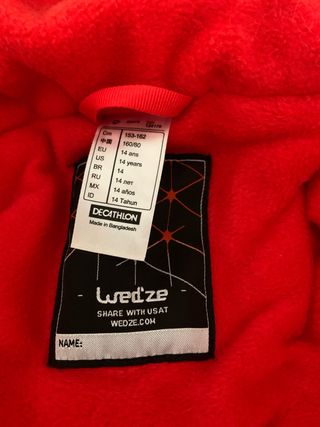 Cm 153-162
中国 160/80
EU 14 ans
US 14 years
BR 14
RU 14 лет
MX 14 años
ID 14 Tahun
DECATHLON
Made in Bangladesh
Wed'ze
SHARE WITH US AT
WEDZE.COM
NAME: